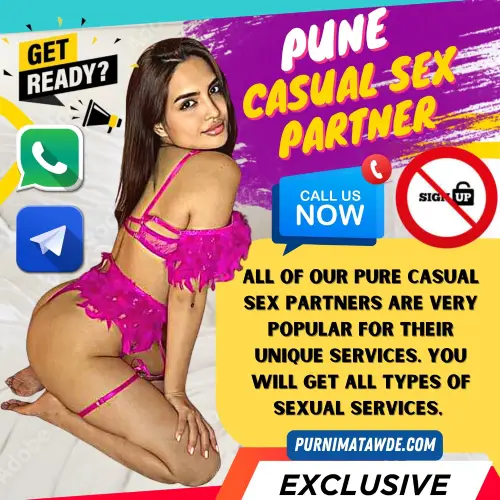 GET
READY?
PUNE
CASUAL SEX
PARTNER
CALL US
NOW
SIGN UP
ALL OF OUR PURE CASUAL
SEX PARTNERS ARE VERY
POPULAR FOR THEIR
UNIQUE SERVICES. YOU
WILL GET ALL TYPES OF
SEXUAL SERVICES.
PURNIMATAWDE.COM
EXCLUSIVE